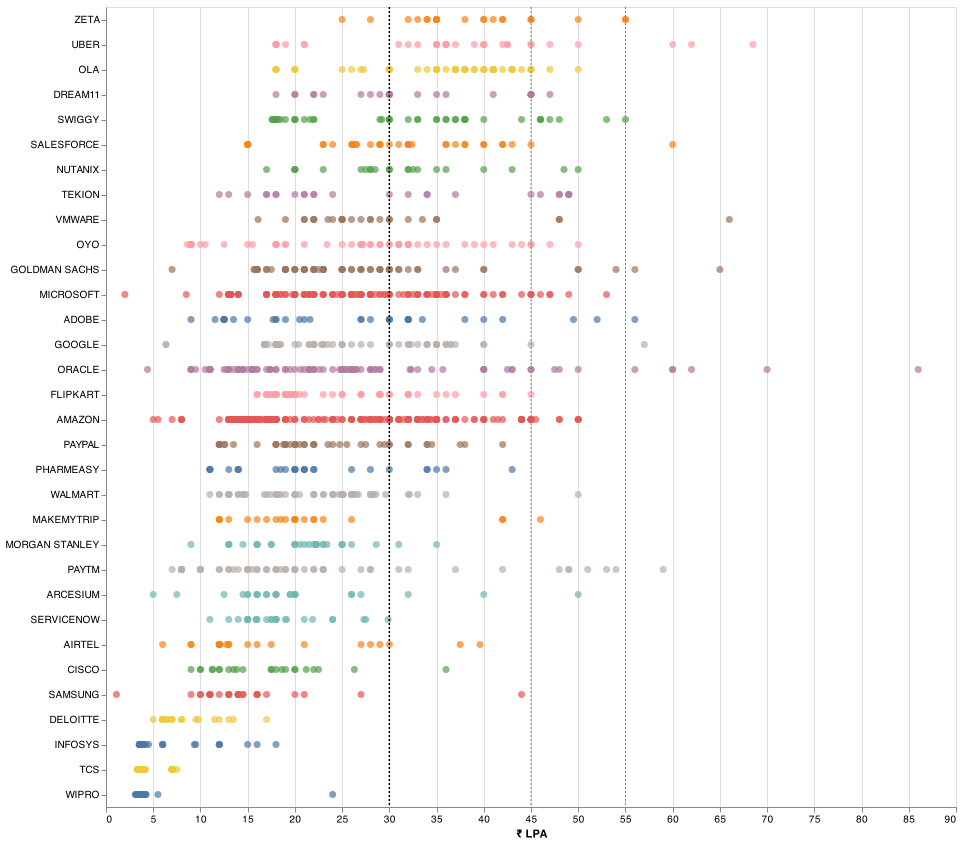 ZETA
UBER
OLA
DREAM11
SWIGGY
SALESFORCE
NUTANIX
TEKION
VMWARE
OYO
GOLDMAN SACHS
MICROSOFT
ADOBE
GOOGLE
ORACLE
FLIPKART
AMAZON
PAYPAL
PHARMEASY
WALMART
MAKEMYTRIP
MORGAN STANLEY
PAYTM
ARCESIUM
SERVICENOW
AIRTEL
CISCO
SAMSUNG
DELOITTE
INFOSYS
TCS
WIPRO
0 5 10 15 20 25 30 35 40 45 50 55 60 65 70 75 80 85 90
₹ LPA